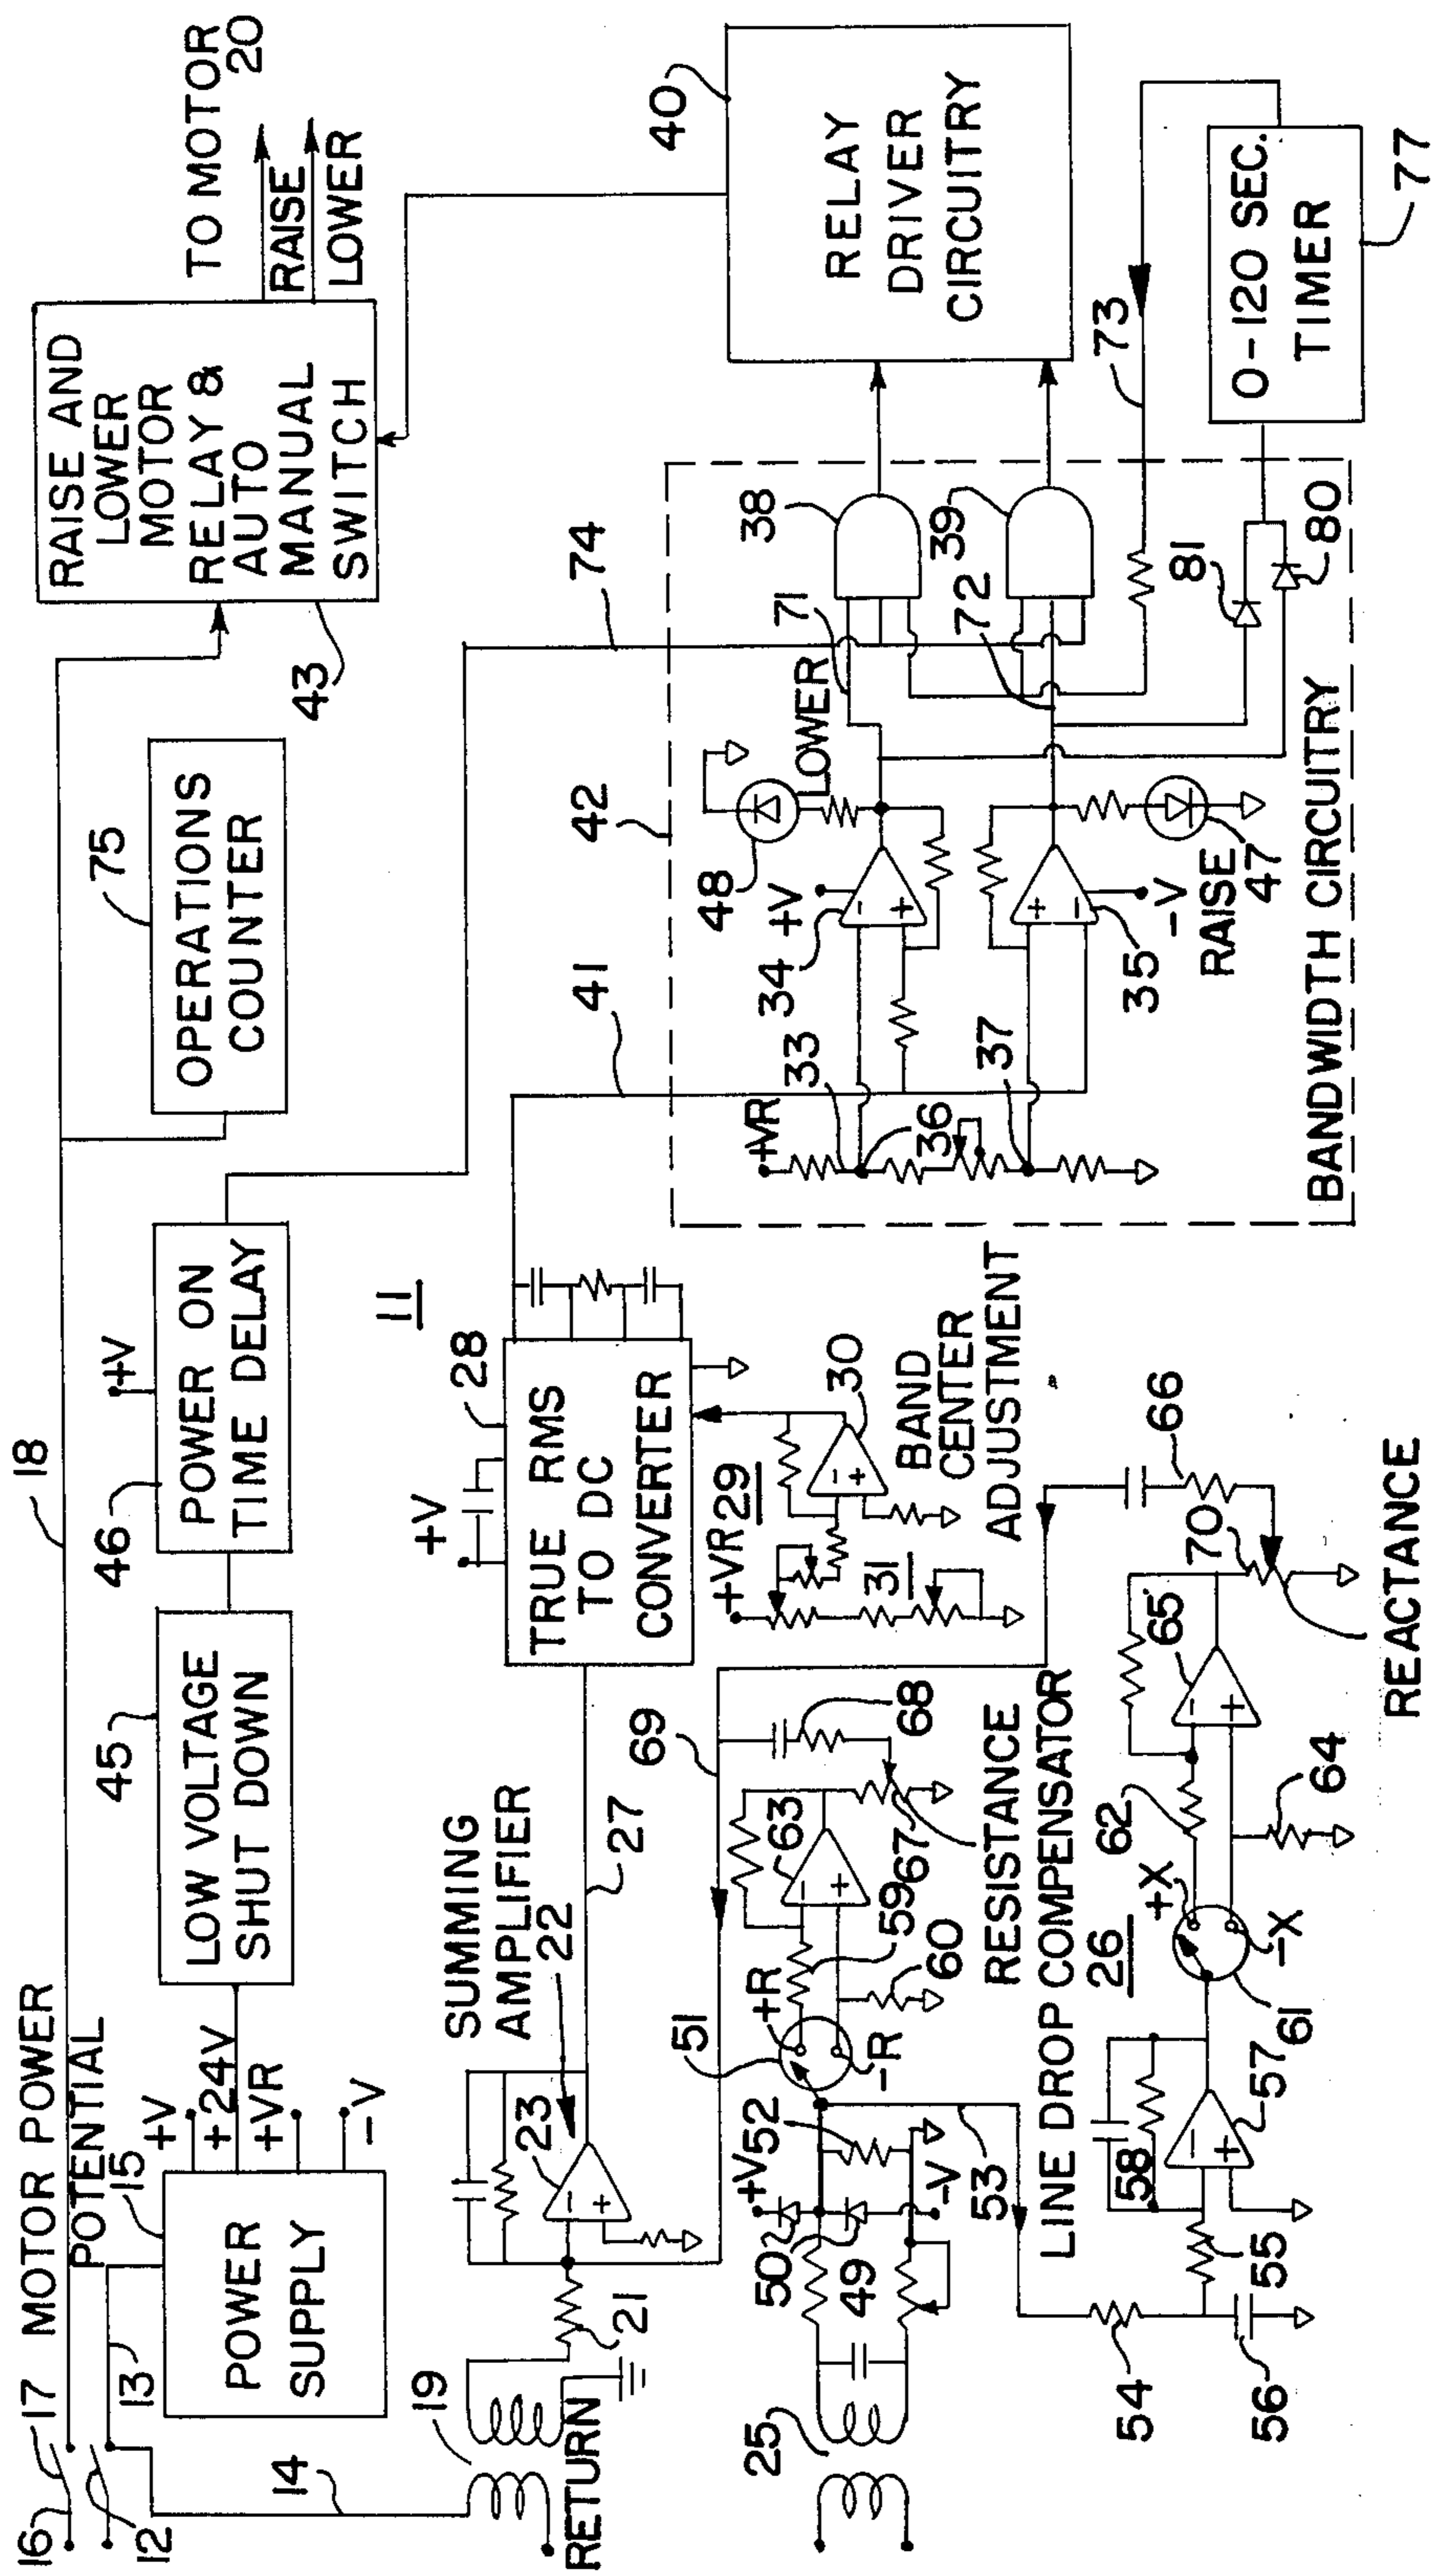 16
17 MOTOR POWER
12
POTENTIAL
13
14
15
POWER
SUPPLY
+V
+24V
+VR
-V
18
45
LOW VOLTAGE
SHUT DOWN
46
+V
POWER ON
TIME DELAY
75
OPERATIONS
COUNTER
43
RAISE AND
LOWER
MOTOR
RELAY &
AUTO
MANUAL
SWITCH
TO MOTOR
20
RAISE
LOWER
11
19
RETURN
21
SUMMING
AMPLIFIER
22
23
-
+
27
28
+V
TRUE RMS
TO DC
CONVERTER
+VR
29
30
-
+
31
BAND
CENTER
ADJUSTMENT
41
42
74
+VR
33
36
37
34
+V
-
+
48
LOWER
35
-V
+
-
RAISE
47
71
72
38
39
81
80
BANDWIDTH CIRCUITRY
40
RELAY
DRIVER
CIRCUITRY
73
0-120 SEC.
TIMER
77
25
50
49
+V
52
-V
53
51
+R
-R
59
60
63
-
+
67
68
69
RESISTANCE
LINE DROP COMPENSATOR
26
54
55
56
57
58
-
+
61
+X
-X
62
64
65
-
+
66
70
REACTANCE